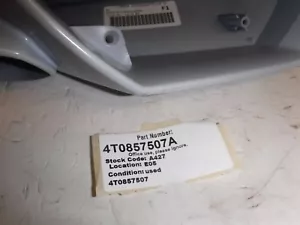 Part Number:
4T0857507A
Office use, please ignore.
Stock Code: A427
Location: E05
Condition: used
4T0857507